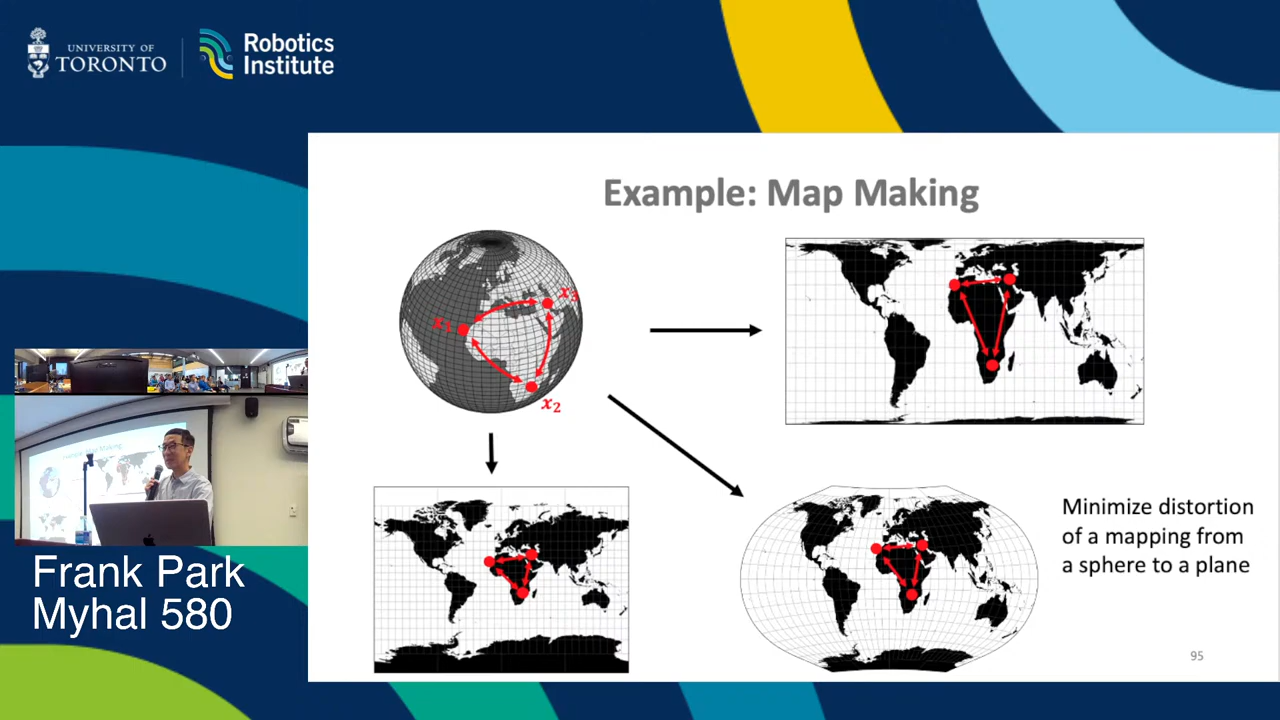 UNIVERSITY OF
TORONTO
Robotics
Institute
Example: Map Making
x₁
x₃
x₂
Minimize distortion
of a mapping from
a sphere to a plane
95
Frank Park
Myhal 580